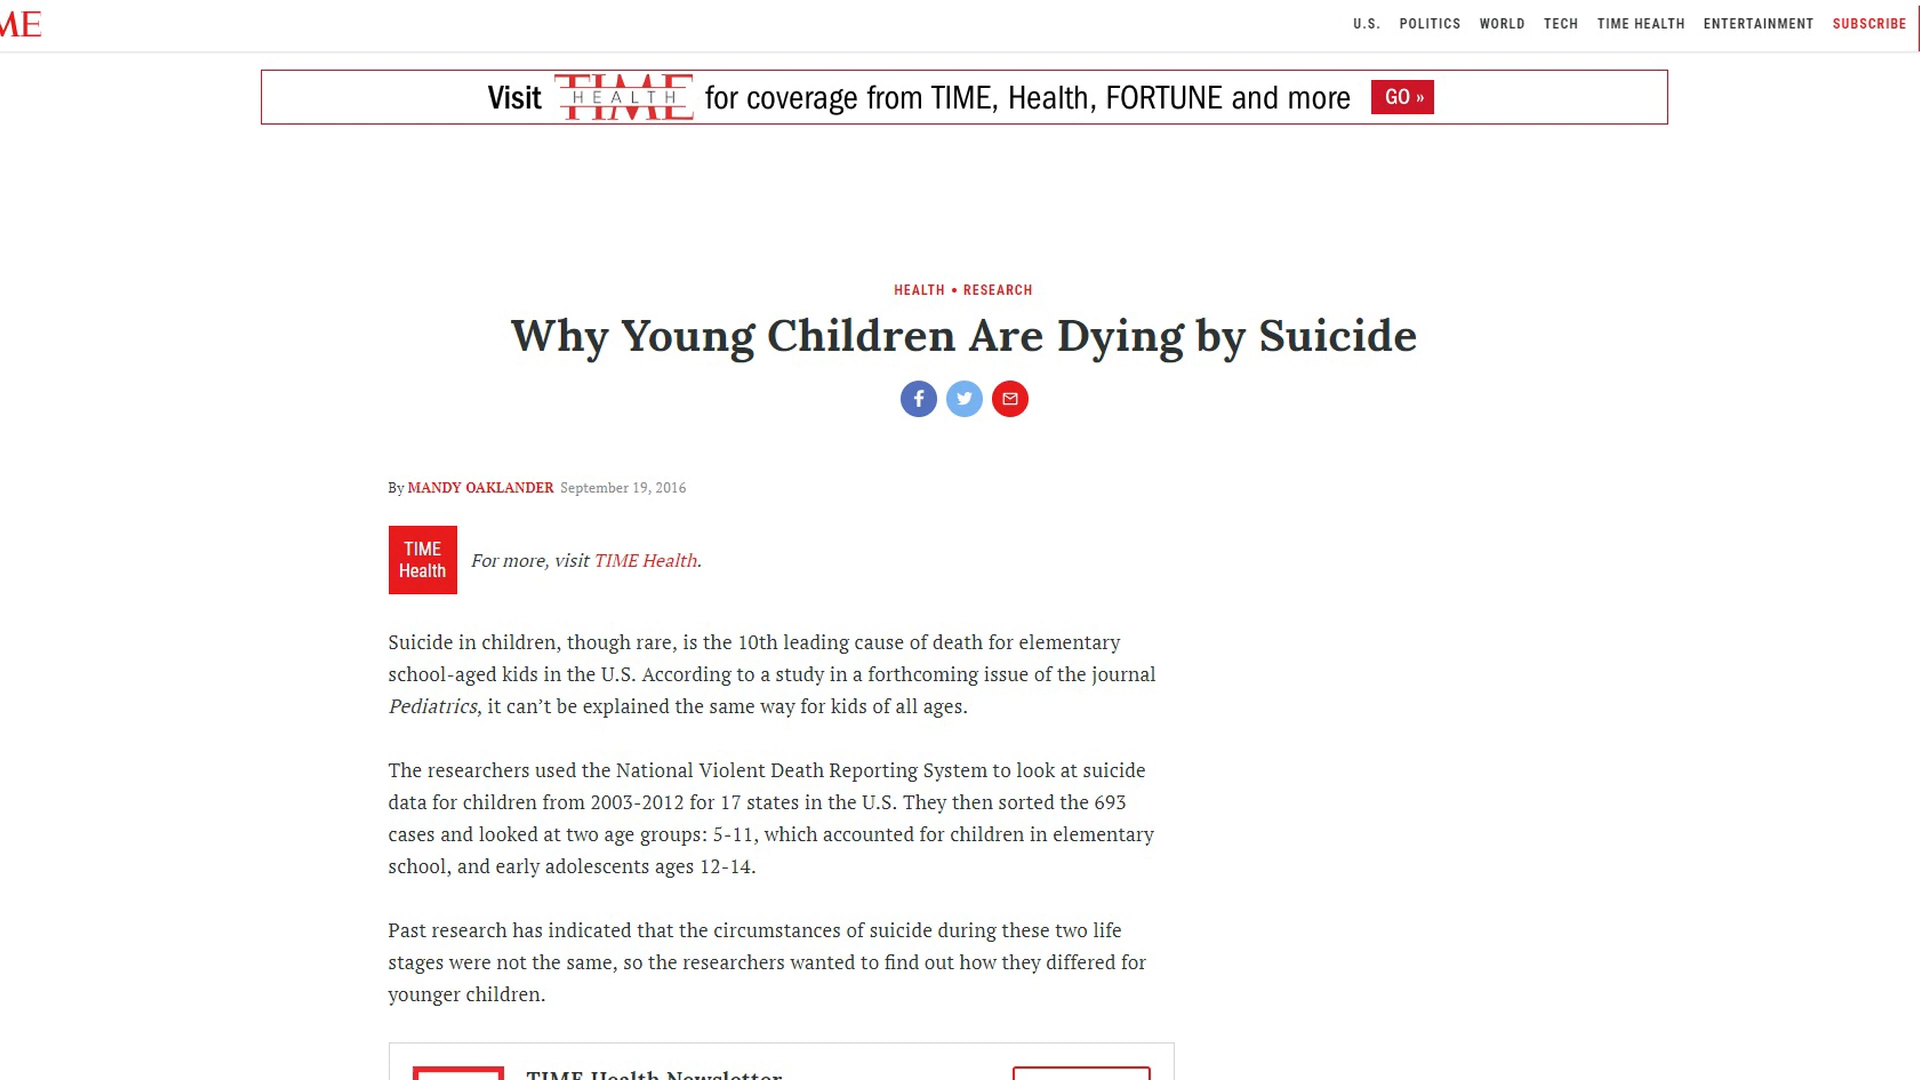 ME
U.S. POLITICS WORLD TECH TIME HEALTH ENTERTAINMENT SUBSCRIBE
Visit TIME HEALTH for coverage from TIME, Health, FORTUNE and more GO »
HEALTH • RESEARCH
Why Young Children Are Dying by Suicide
By MANDY OAKLANDER September 19, 2016
TIME
Health
For more, visit TIME Health.
Suicide in children, though rare, is the 10th leading cause of death for elementary
school-aged kids in the U.S. According to a study in a forthcoming issue of the journal
Pediatrics, it can’t be explained the same way for kids of all ages.
The researchers used the National Violent Death Reporting System to look at suicide
data for children from 2003-2012 for 17 states in the U.S. They then sorted the 693
cases and looked at two age groups: 5-11, which accounted for children in elementary
school, and early adolescents ages 12-14.
Past research has indicated that the circumstances of suicide during these two life
stages were not the same, so the researchers wanted to find out how they differed for
younger children.
TIME Health Newsletter